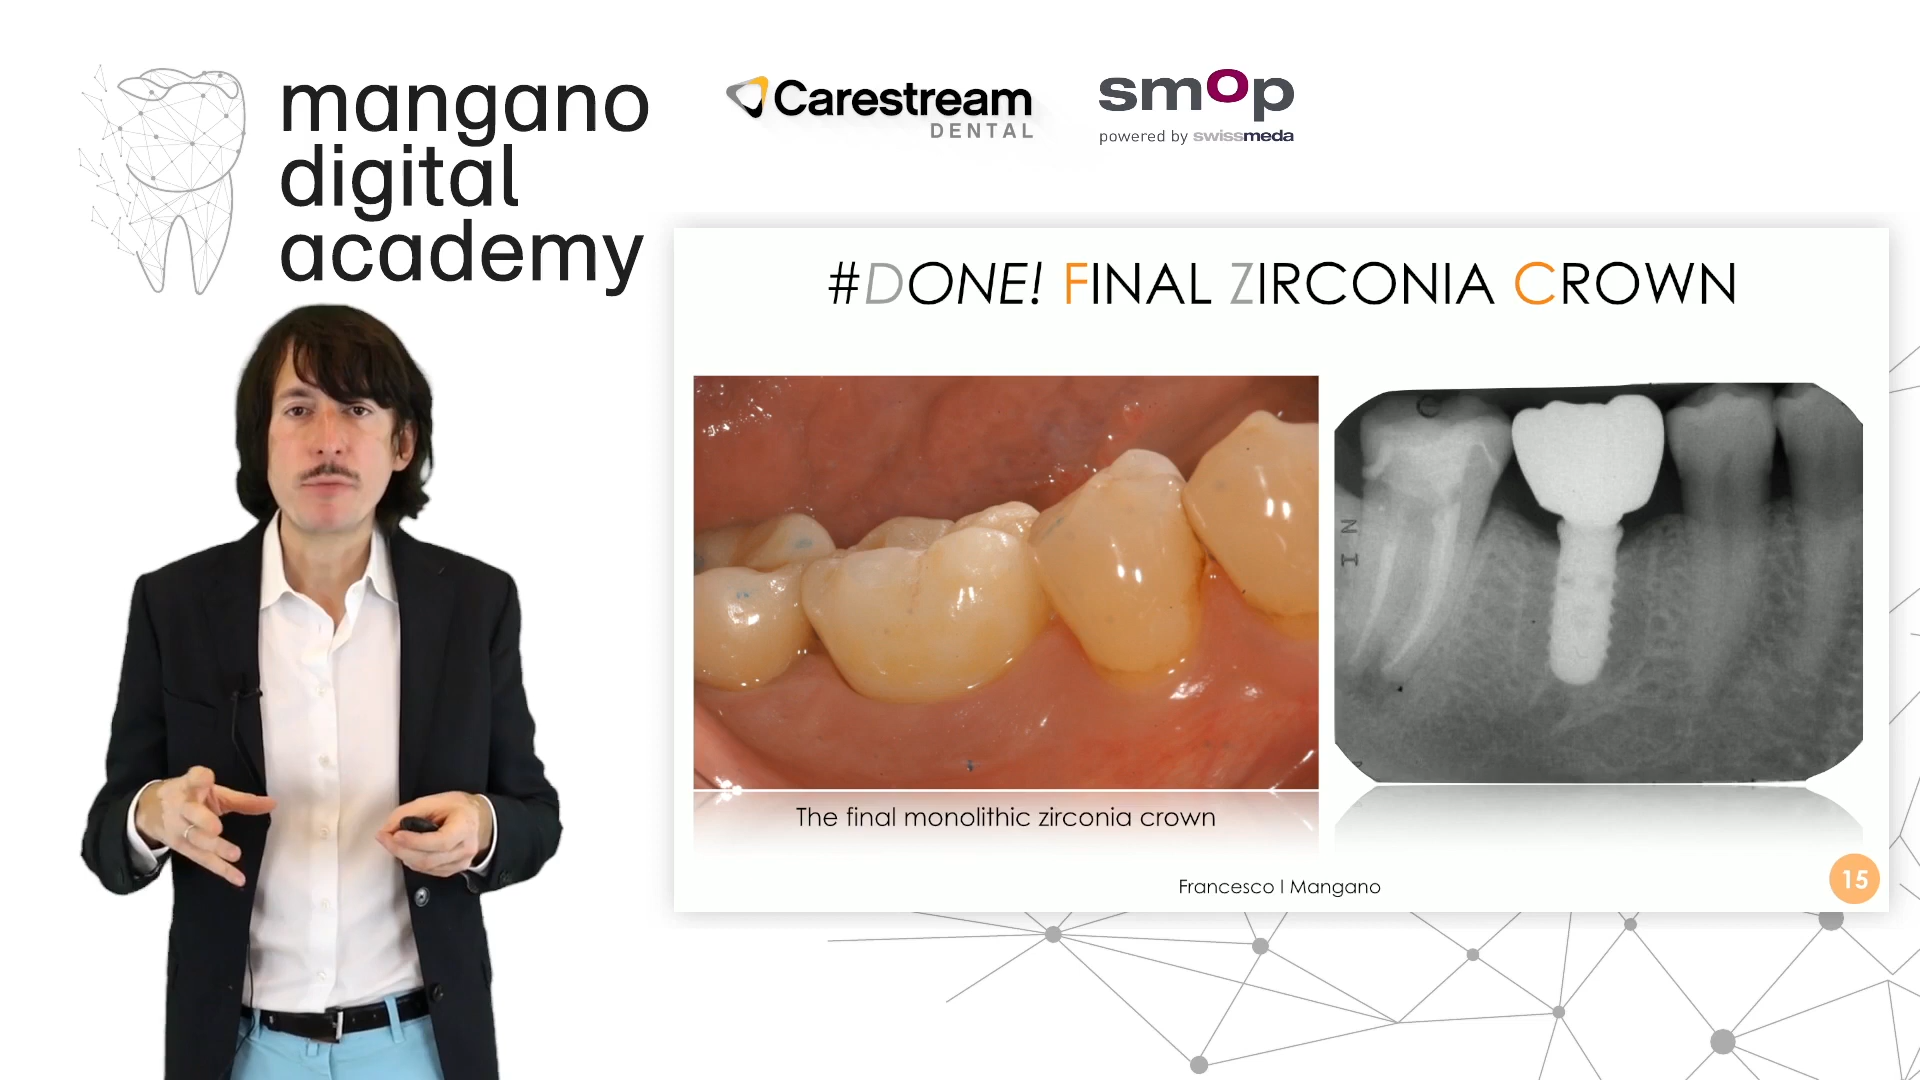 mangano
digital
academy
Carestream
DENTAL
smop
powered by swissmeda
#DONE! FINAL ZIRCONIA CROWN
The final monolithic zirconia crown
Francesco | Mangano
15